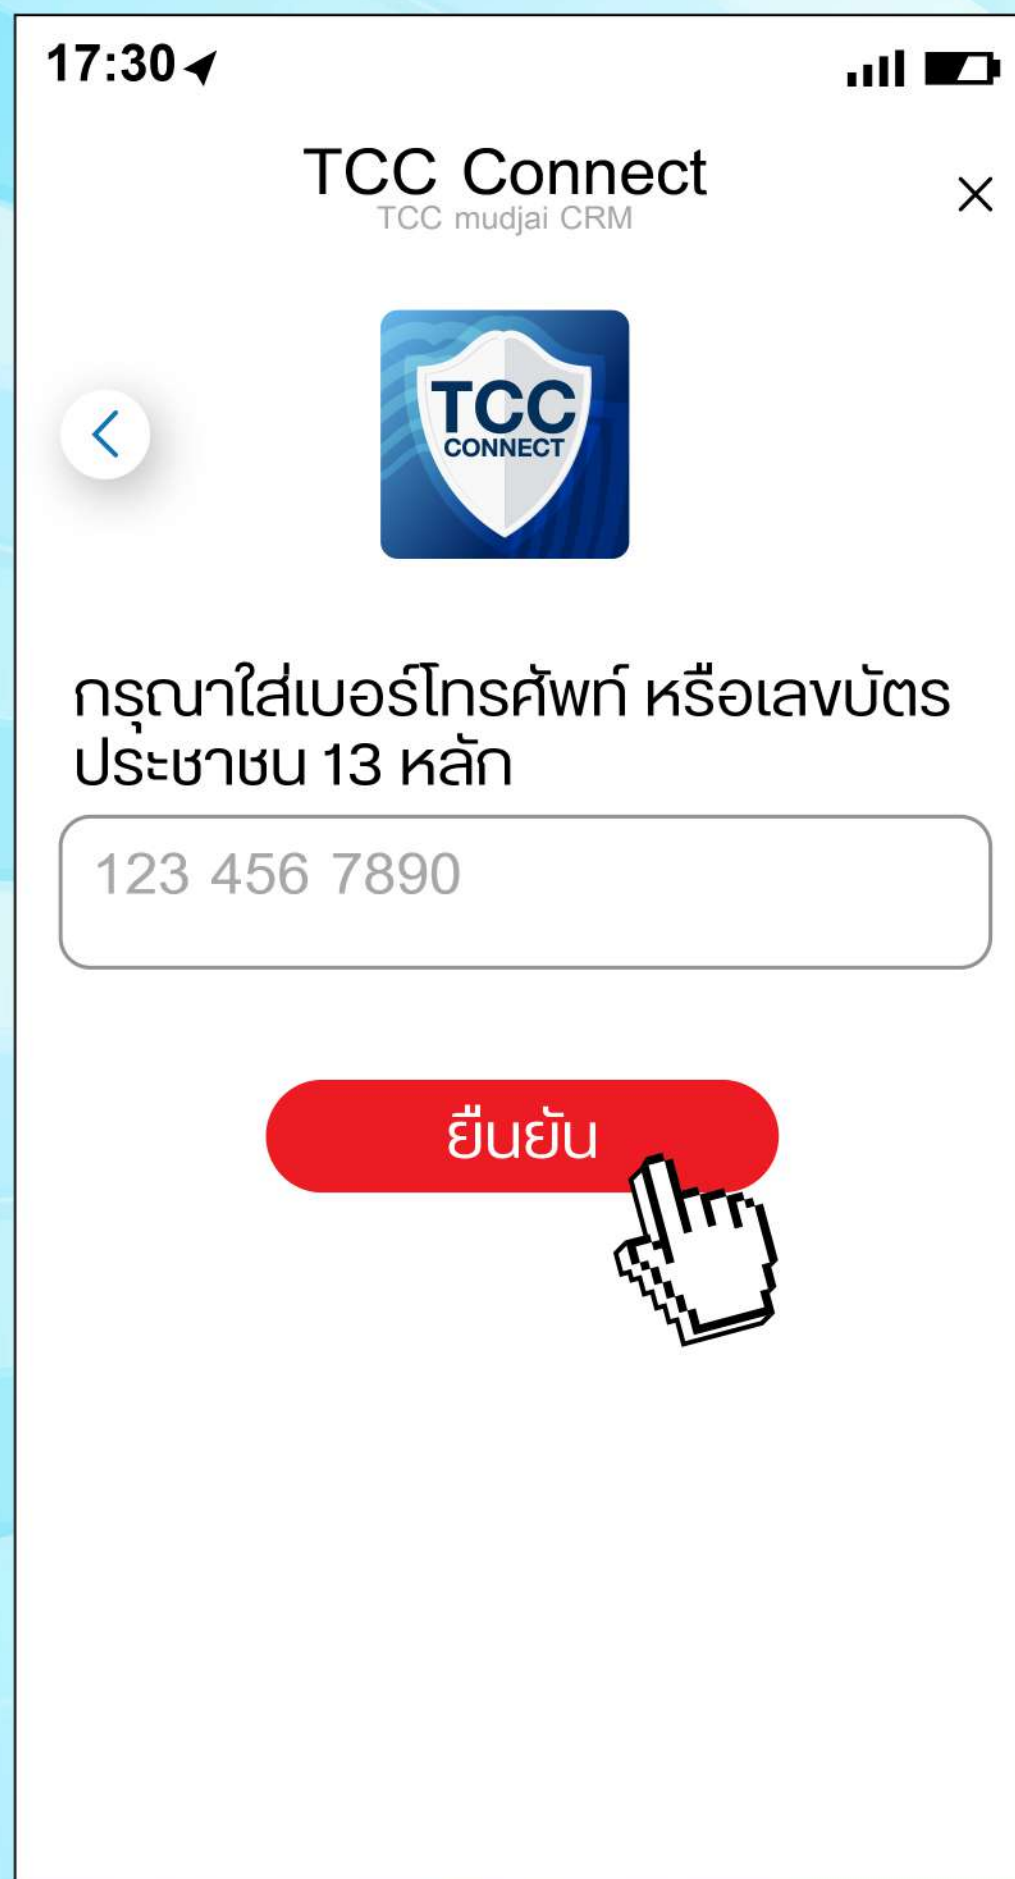 17:30
TCC Connect
TCC mudjai CRM
TCC
CONNECT
กรุณาใส่เบอร์โทรศัพท์ หรือเลขบัตร
ประชาชน 13 หลัก
123 456 7890
ยืนยัน